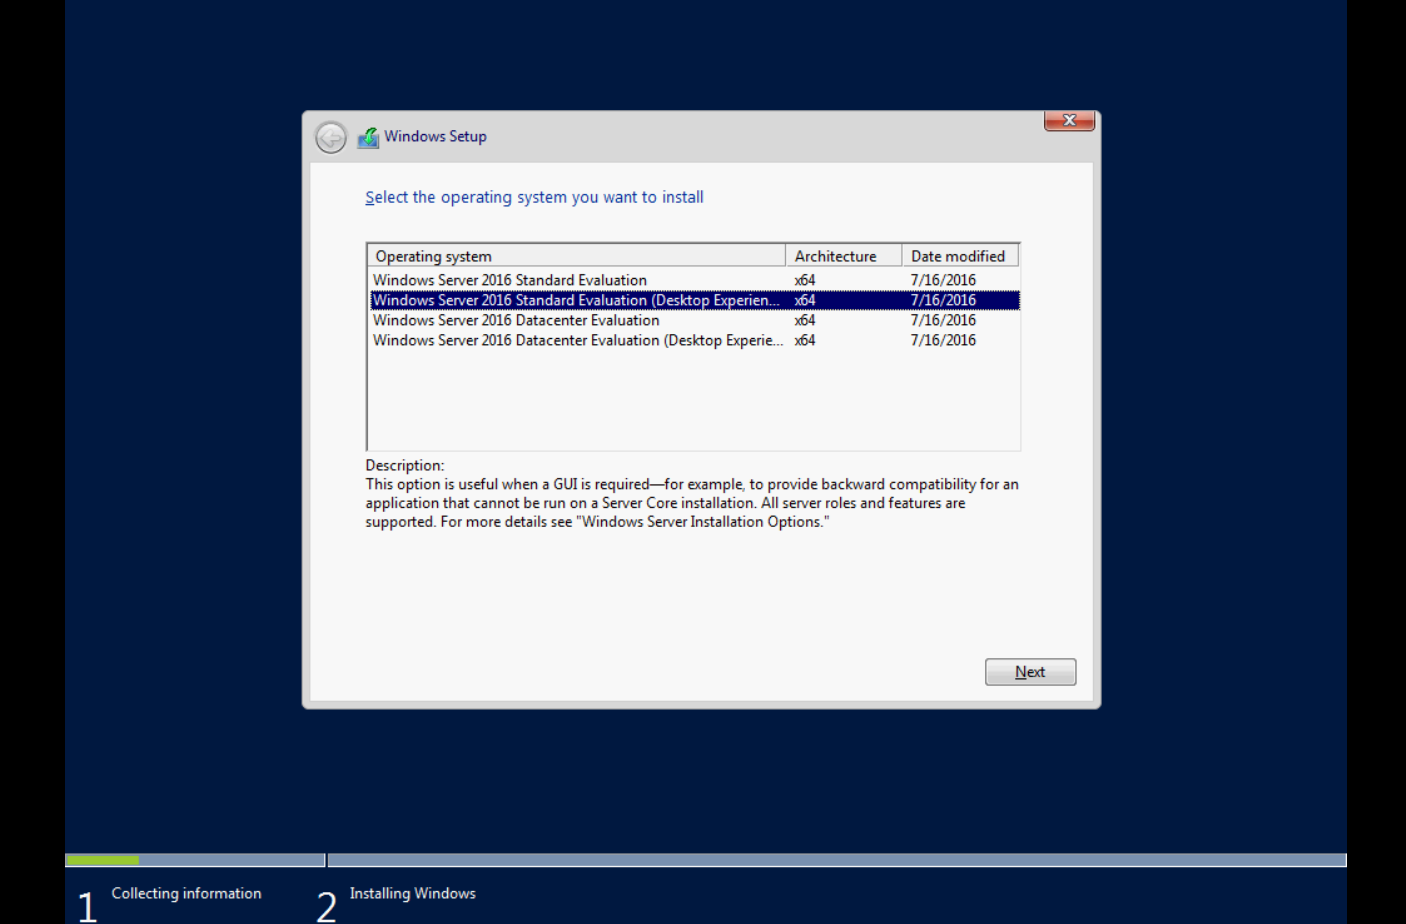 Windows Setup
Select the operating system you want to install
Operating system Architecture Date modified
Windows Server 2016 Standard Evaluation x64 7/16/2016
Windows Server 2016 Standard Evaluation (Desktop Experien... x64 7/16/2016
Windows Server 2016 Datacenter Evaluation x64 7/16/2016
Windows Server 2016 Datacenter Evaluation (Desktop Experie... x64 7/16/2016
Description:
This option is useful when a GUI is required—for example, to provide backward compatibility for an
application that cannot be run on a Server Core installation. All server roles and features are
supported. For more details see "Windows Server Installation Options."
Next
1 Collecting information 2 Installing Windows